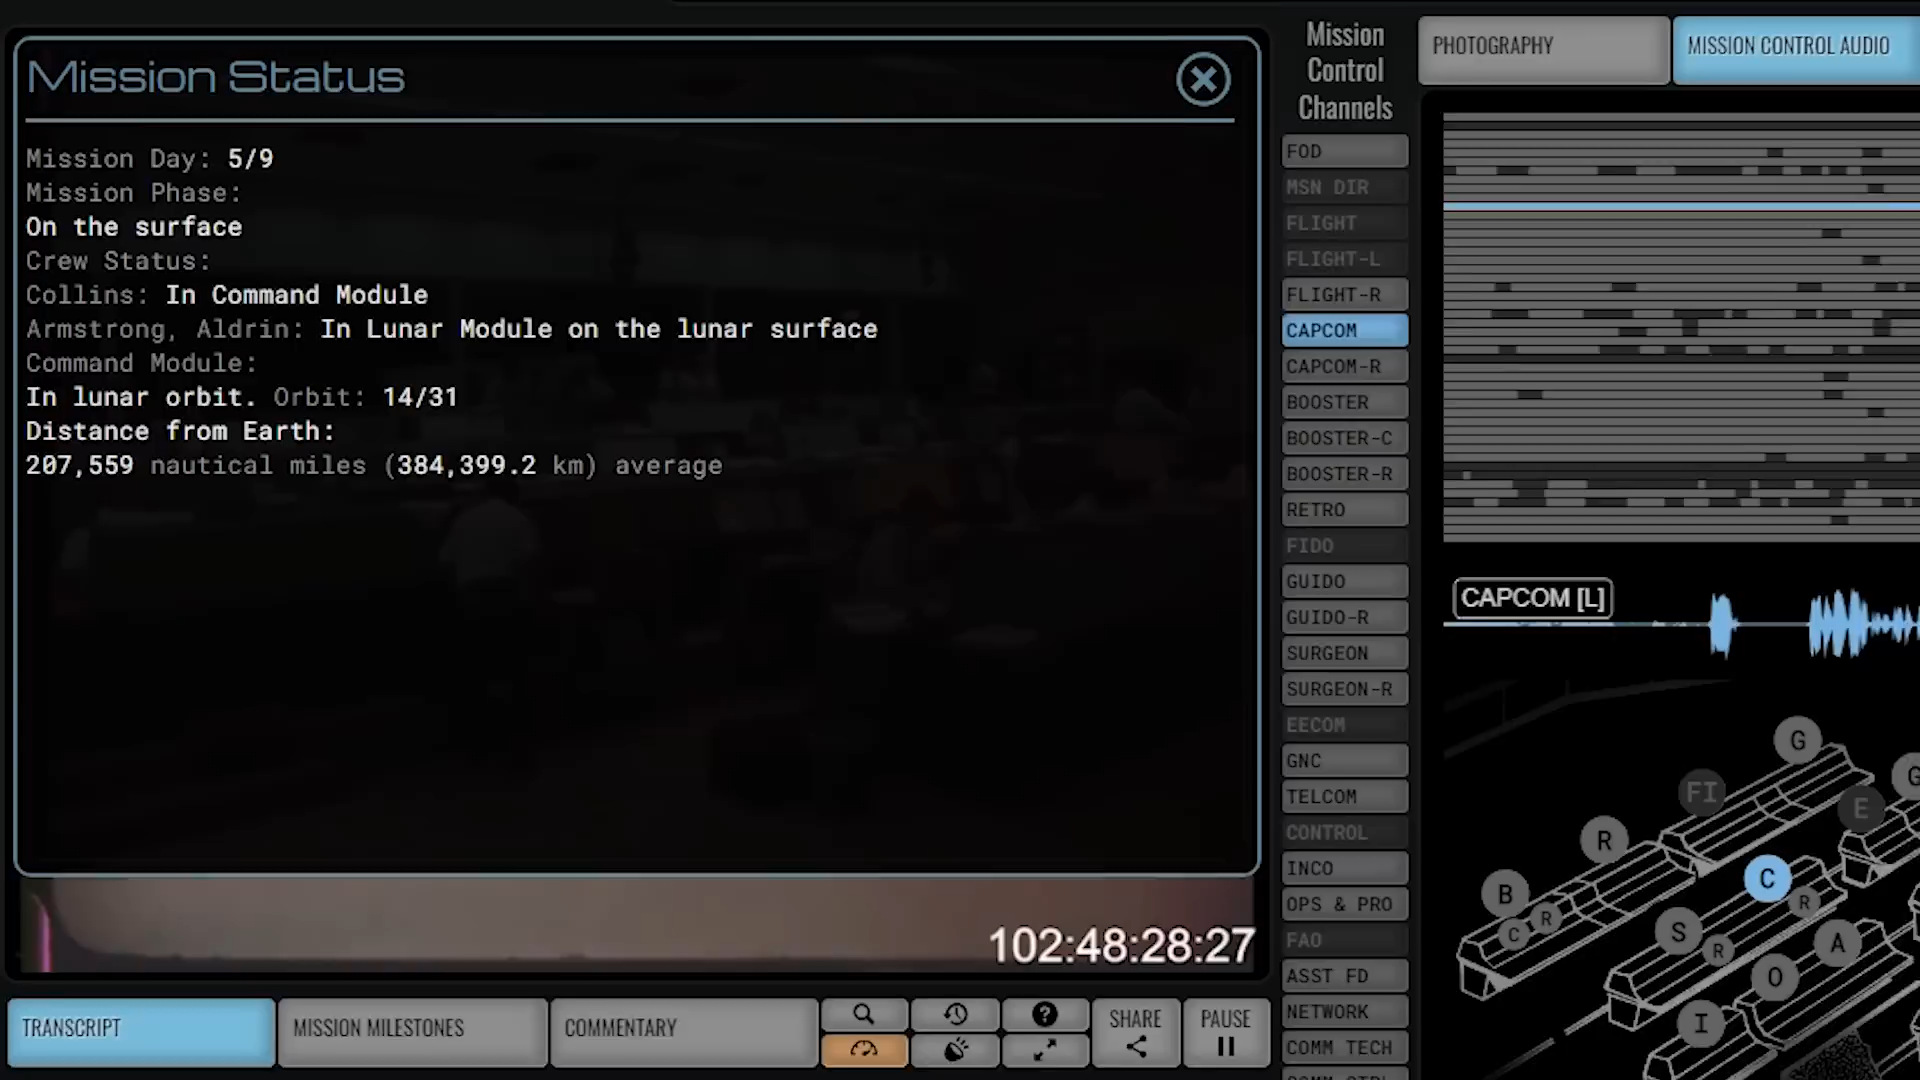 Mission Status
Mission Day: 5/9
Mission Phase:
On the surface
Crew Status:
Collins: In Command Module
Armstrong, Aldrin: In Lunar Module on the lunar surface
Command Module:
In lunar orbit. Orbit: 14/31
Distance from Earth:
207,559 nautical miles (384,399.2 km) average
102:48:28:27
TRANSCRIPT
MISSION MILESTONES
COMMENTARY
?
SHARE
PAUSE
Mission
Control
Channels
FOD
MSN DIR
FLIGHT
FLIGHT-L
FLIGHT-R
CAPCOM
CAPCOM-R
BOOSTER
BOOSTER-C
BOOSTER-R
RETRO
FIDO
GUIDO
GUIDO-R
SURGEON
SURGEON-R
EECOM
GNC
TELCOM
CONTROL
INCO
OPS & PRO
FAO
ASST FD
NETWORK
COMM TECH
PHOTOGRAPHY
MISSION CONTROL AUDIO
CAPCOM [L]
G
G
FI
E
R
C
R
B
R
C
S
R
A
O
I